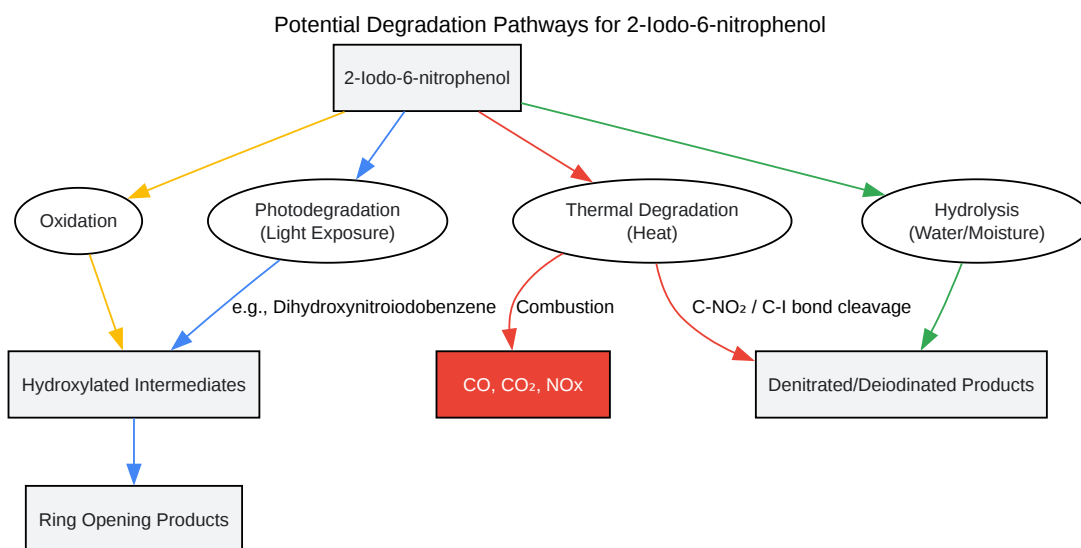 Potential Degradation Pathways for 2-Iodo-6-nitrophenol
2-Iodo-6-nitrophenol
Oxidation
Photodegradation
(Light Exposure)
Thermal Degradation
(Heat)
Hydrolysis
(Water/Moisture)
e.g., Dihydroxynitroiodobenzene
Combustion
C-NO₂ / C-I bond cleavage
Hydroxylated Intermediates
CO, CO₂, NOx
Denitrated/Deiodinated Products
Ring Opening Products